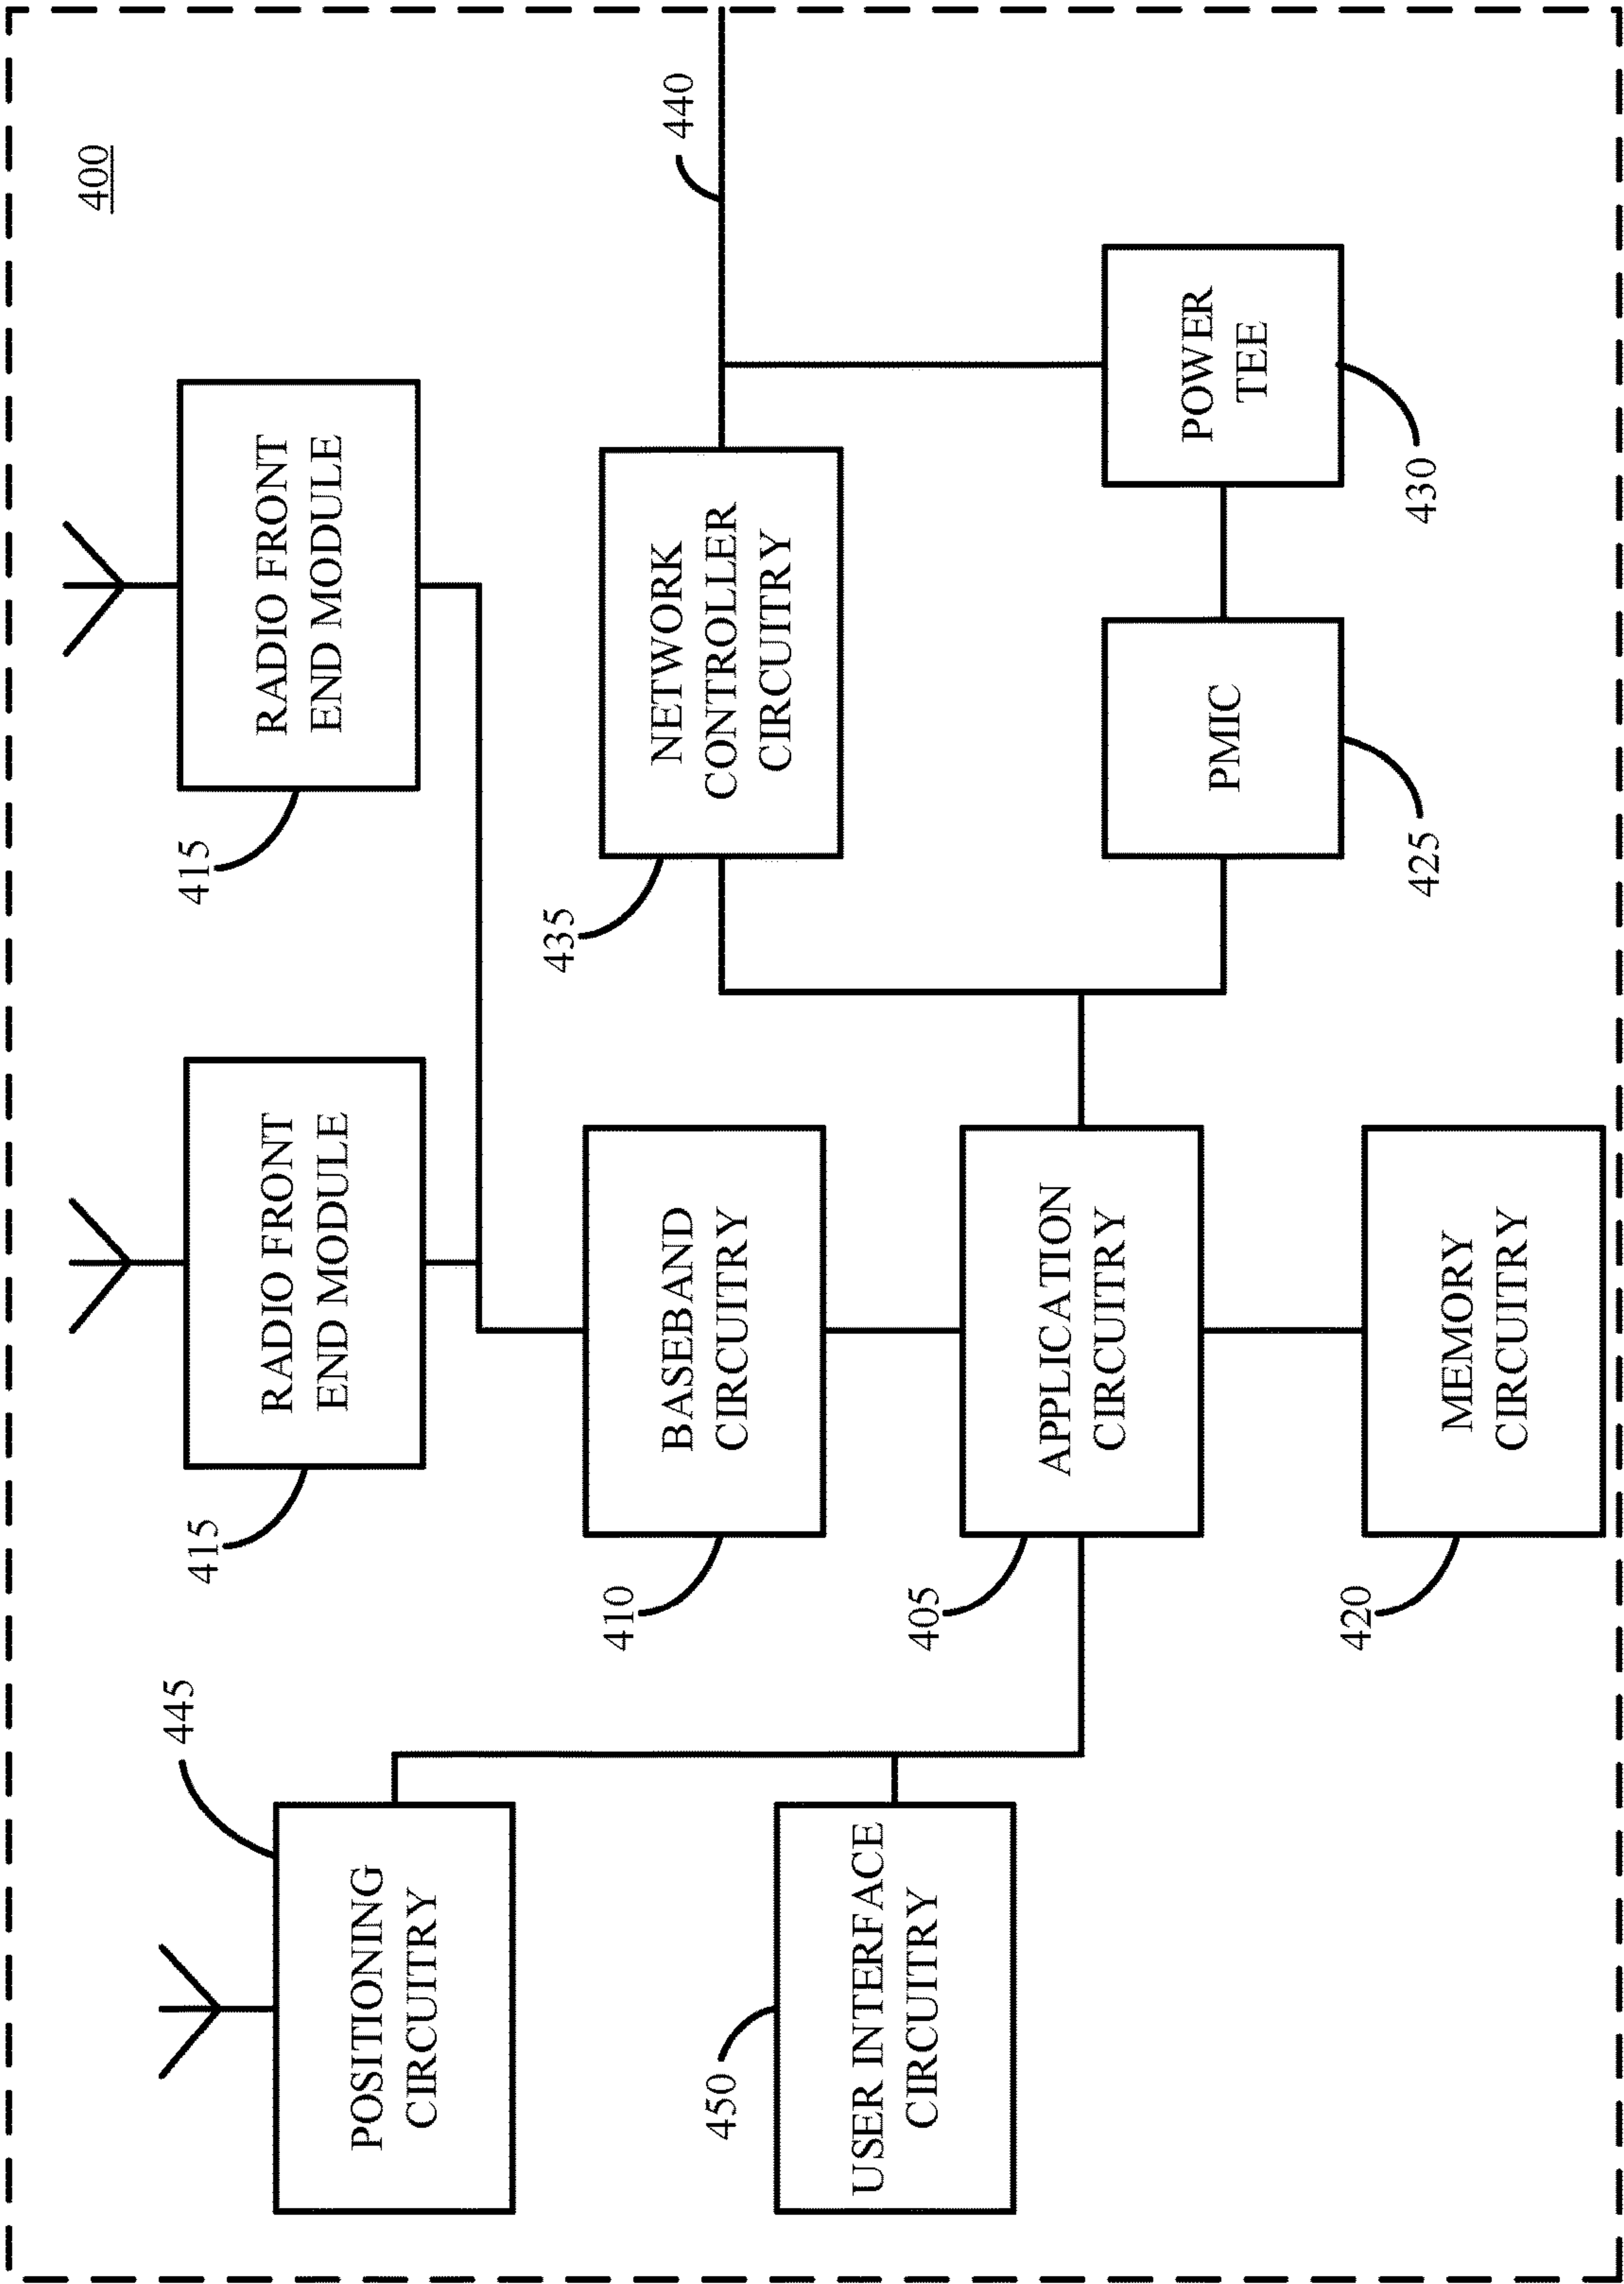 400
415
RADIO FRONT
END MODULE
415
RADIO FRONT
END MODULE
445
POSITIONING
CIRCUITRY
410
BASEBAND
CIRCUITRY
435
NETWORK
CONTROLLER
CIRCUITRY
440
450
USER INTERFACE
CIRCUITRY
405
APPLICATION
CIRCUITRY
PMIC
425
POWER
TEE
430
420
MEMORY
CIRCUITRY